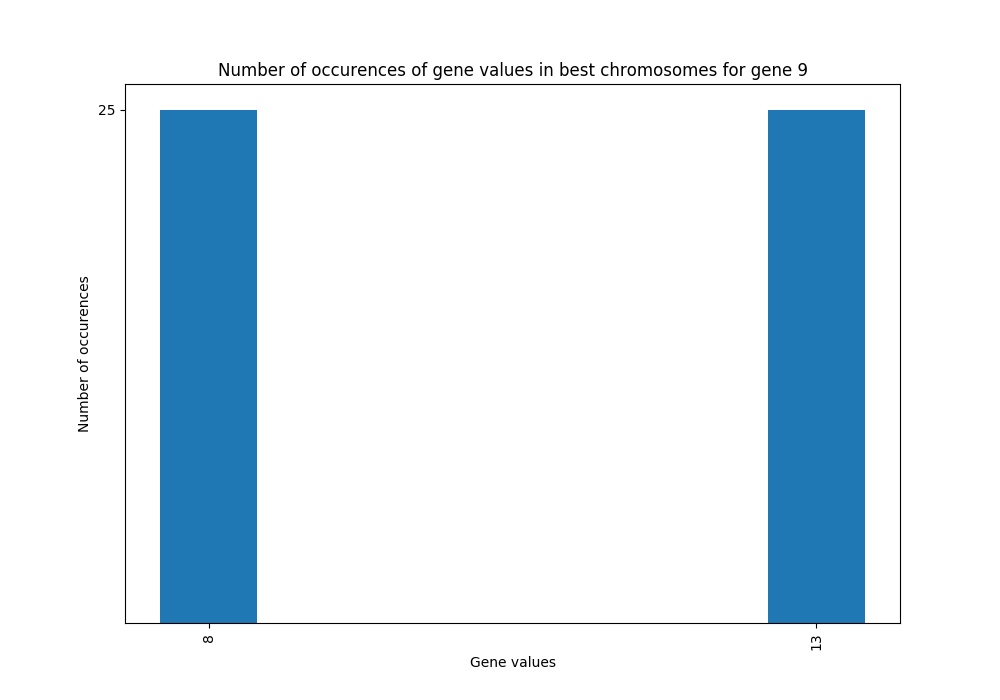 Number of occurences of gene values in best chromosomes for gene 9
25
Number of occurences
8
13
Gene values